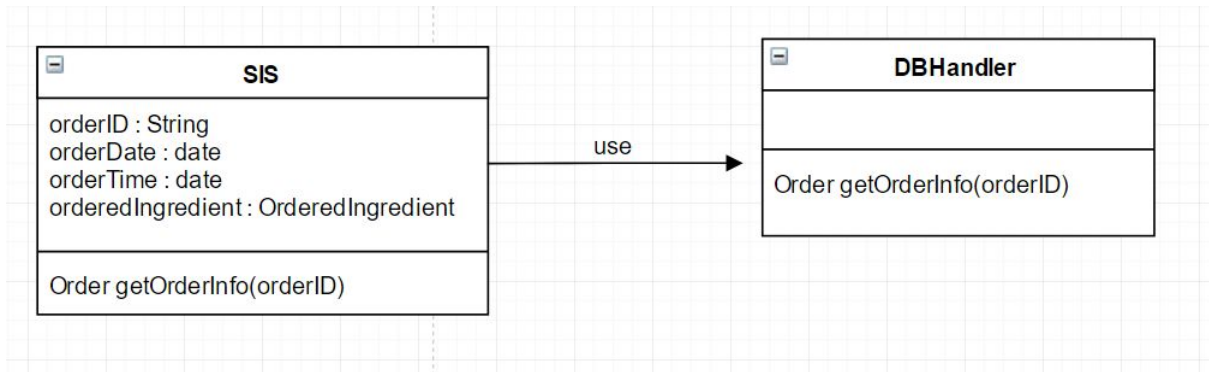 SIS
orderID : String
orderDate : date
orderTime : date
orderedIngredient : OrderedIngredient
Order getOrderInfo(orderID)
use
DBHandler
Order getOrderInfo(orderID)